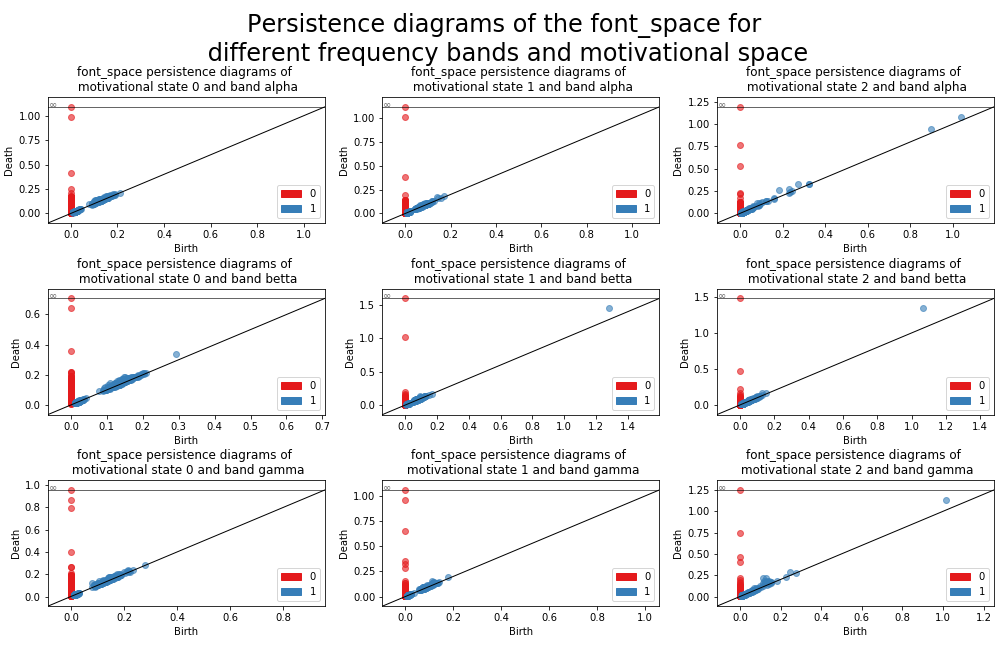 Persistence diagrams of the font_space for
different frequency bands and motivational space
font_space persistence diagrams of
motivational state 0 and band alpha
∞
1.00
0.75
0.50
0.25
0.00
Death
0.0 0.2 0.4 0.6 0.8 1.0
Birth
0
1
font_space persistence diagrams of
motivational state 1 and band alpha
∞
1.00
0.75
0.50
0.25
0.00
Death
0.0 0.2 0.4 0.6 0.8 1.0
Birth
0
1
font_space persistence diagrams of
motivational state 2 and band alpha
∞
1.25
1.00
0.75
0.50
0.25
0.00
Death
0.0 0.2 0.4 0.6 0.8 1.0
Birth
0
1
font_space persistence diagrams of
motivational state 0 and band betta
∞
0.6
0.4
0.2
0.0
Death
0.0 0.1 0.2 0.3 0.4 0.5 0.6 0.7
Birth
0
1
font_space persistence diagrams of
motivational state 1 and band betta
∞
1.5
1.0
0.5
0.0
Death
0.0 0.2 0.4 0.6 0.8 1.0 1.2 1.4
Birth
0
1
font_space persistence diagrams of
motivational state 2 and band betta
∞
1.5
1.0
0.5
0.0
Death
0.0 0.2 0.4 0.6 0.8 1.0 1.2 1.4
Birth
0
1
font_space persistence diagrams of
motivational state 0 and band gamma
∞
1.0
0.8
0.6
0.4
0.2
0.0
Death
0.0 0.2 0.4 0.6 0.8
Birth
0
1
font_space persistence diagrams of
motivational state 1 and band gamma
∞
1.00
0.75
0.50
0.25
0.00
Death
0.0 0.2 0.4 0.6 0.8 1.0
Birth
0
1
font_space persistence diagrams of
motivational state 2 and band gamma
∞
1.25
1.00
0.75
0.50
0.25
0.00
Death
0.0 0.2 0.4 0.6 0.8 1.0 1.2
Birth
0
1